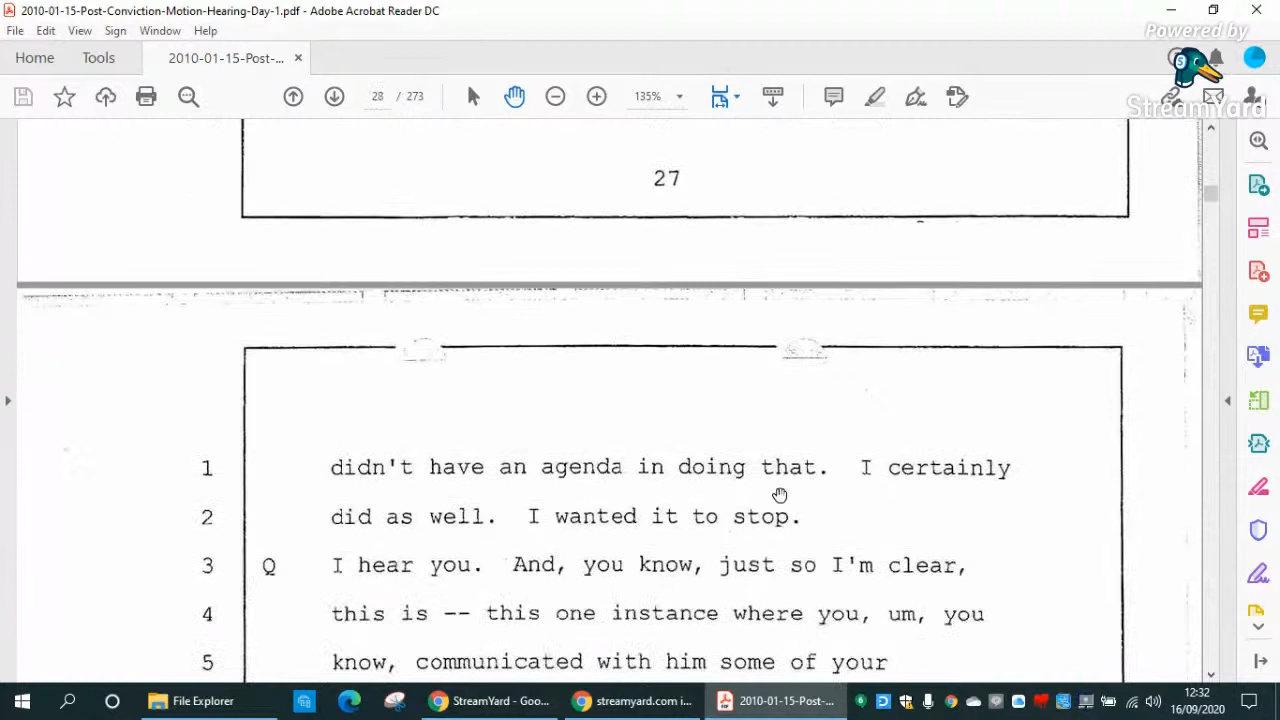 2010-01-15-Post-Conviction-Motion-Hearing-Day-1.pdf - Adobe Acrobat Reader DC
File Edit View Sign Window Help
Powered by
Home Tools 2010-01-15-Post-... ×
StreamYard
28 / 273 135%
27
1 didn't have an agenda in doing that. I certainly
2 did as well. I wanted it to stop.
3 Q I hear you. And, you know, just so I'm clear,
4 this is -- this one instance where you, um, you
5 know, communicated with him some of your
File Explorer StreamYard - Goo... streamyard.com i... 2010-01-15-Post-... 12:32
16/09/2020